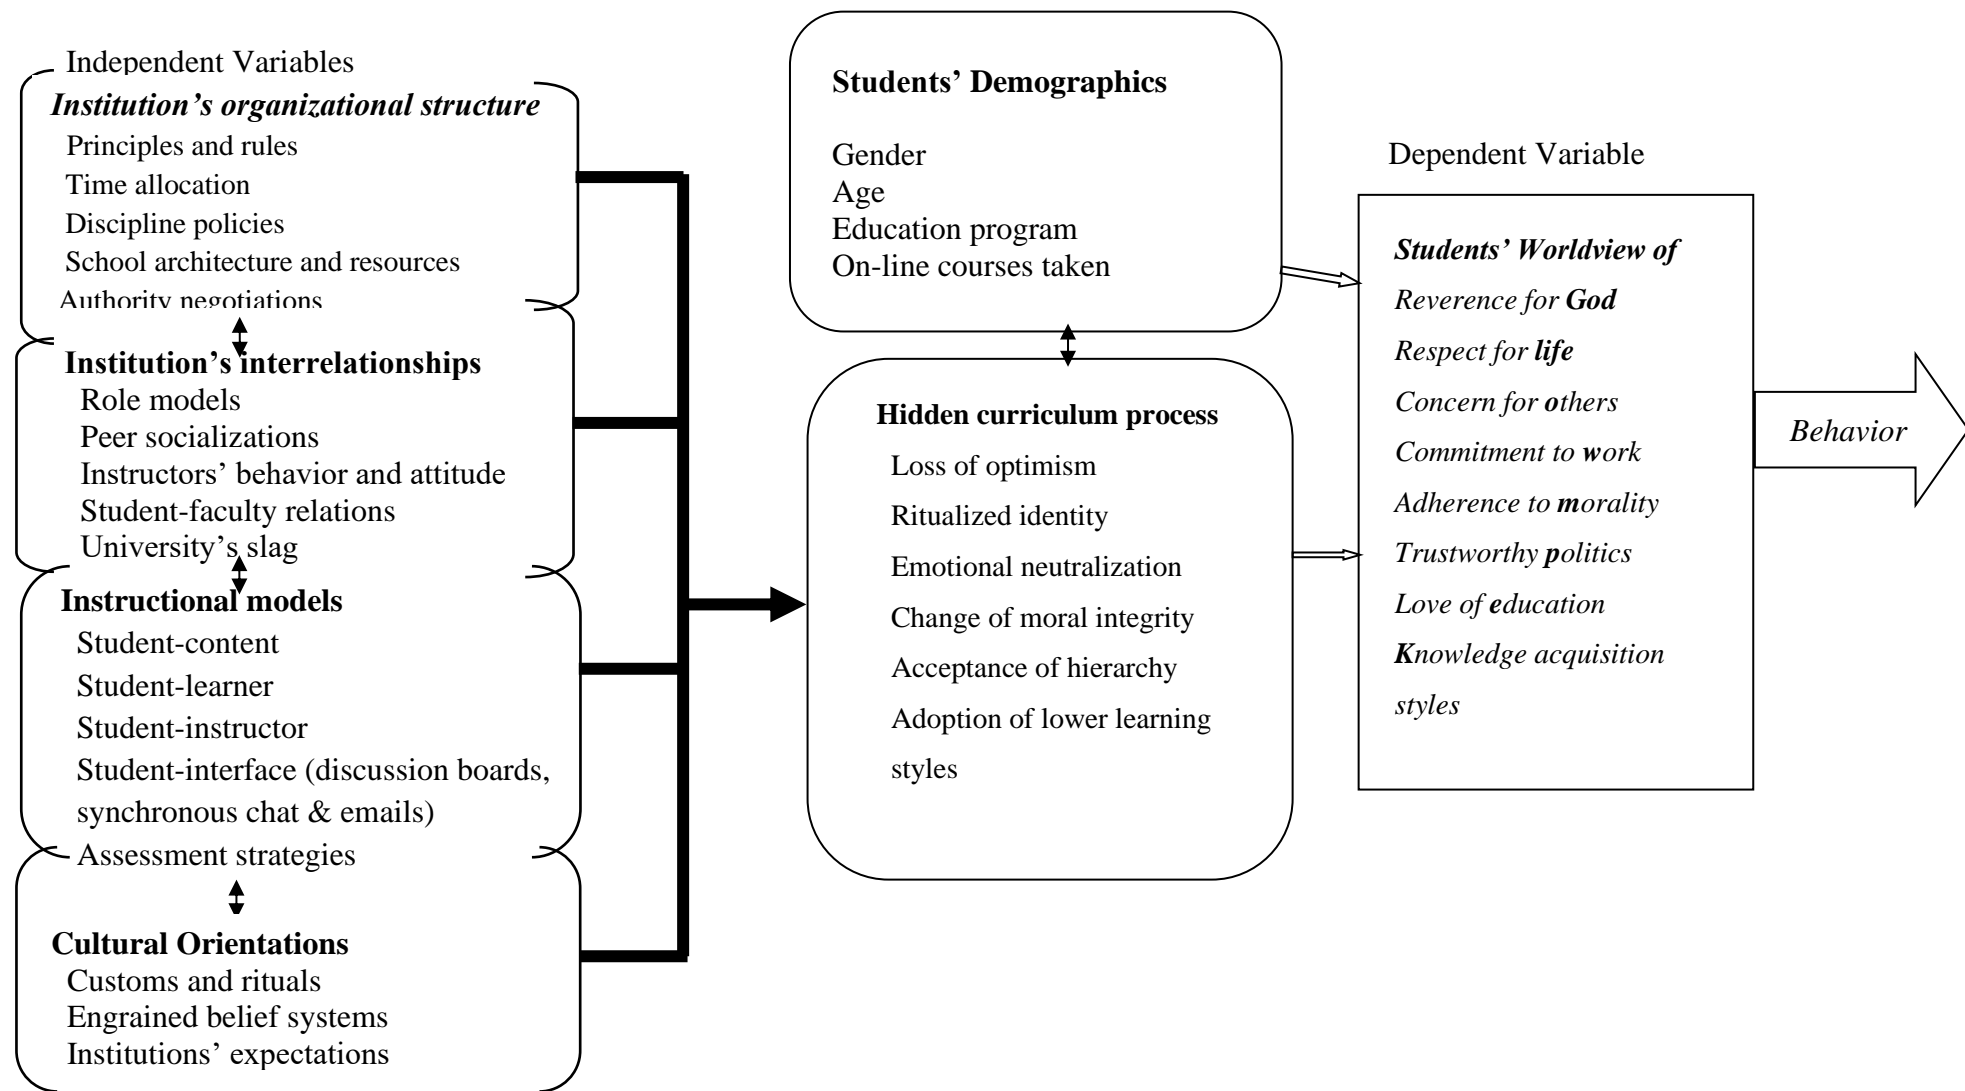 Independent Variables
Institution’s organizational structure
Principles and rules
Time allocation
Discipline policies
School architecture and resources
Authority negotiations
Institution’s interrelationships
Role models
Peer socializations
Instructors’ behavior and attitude
Student-faculty relations
University’s slag
Instructional models
Student-content
Student-learner
Student-instructor
Student-interface (discussion boards,
synchronous chat & emails)
Assessment strategies
Cultural Orientations
Customs and rituals
Engrained belief systems
Institutions’ expectations
Students’ Demographics
Gender
Age
Education program
On-line courses taken
Hidden curriculum process
Loss of optimism
Ritualized identity
Emotional neutralization
Change of moral integrity
Acceptance of hierarchy
Adoption of lower learning
styles
Dependent Variable
Students’ Worldview of
Reverence for God
Respect for life
Concern for others
Commitment to work
Adherence to morality
Trustworthy politics
Love of education
Knowledge acquisition
styles
Behavior